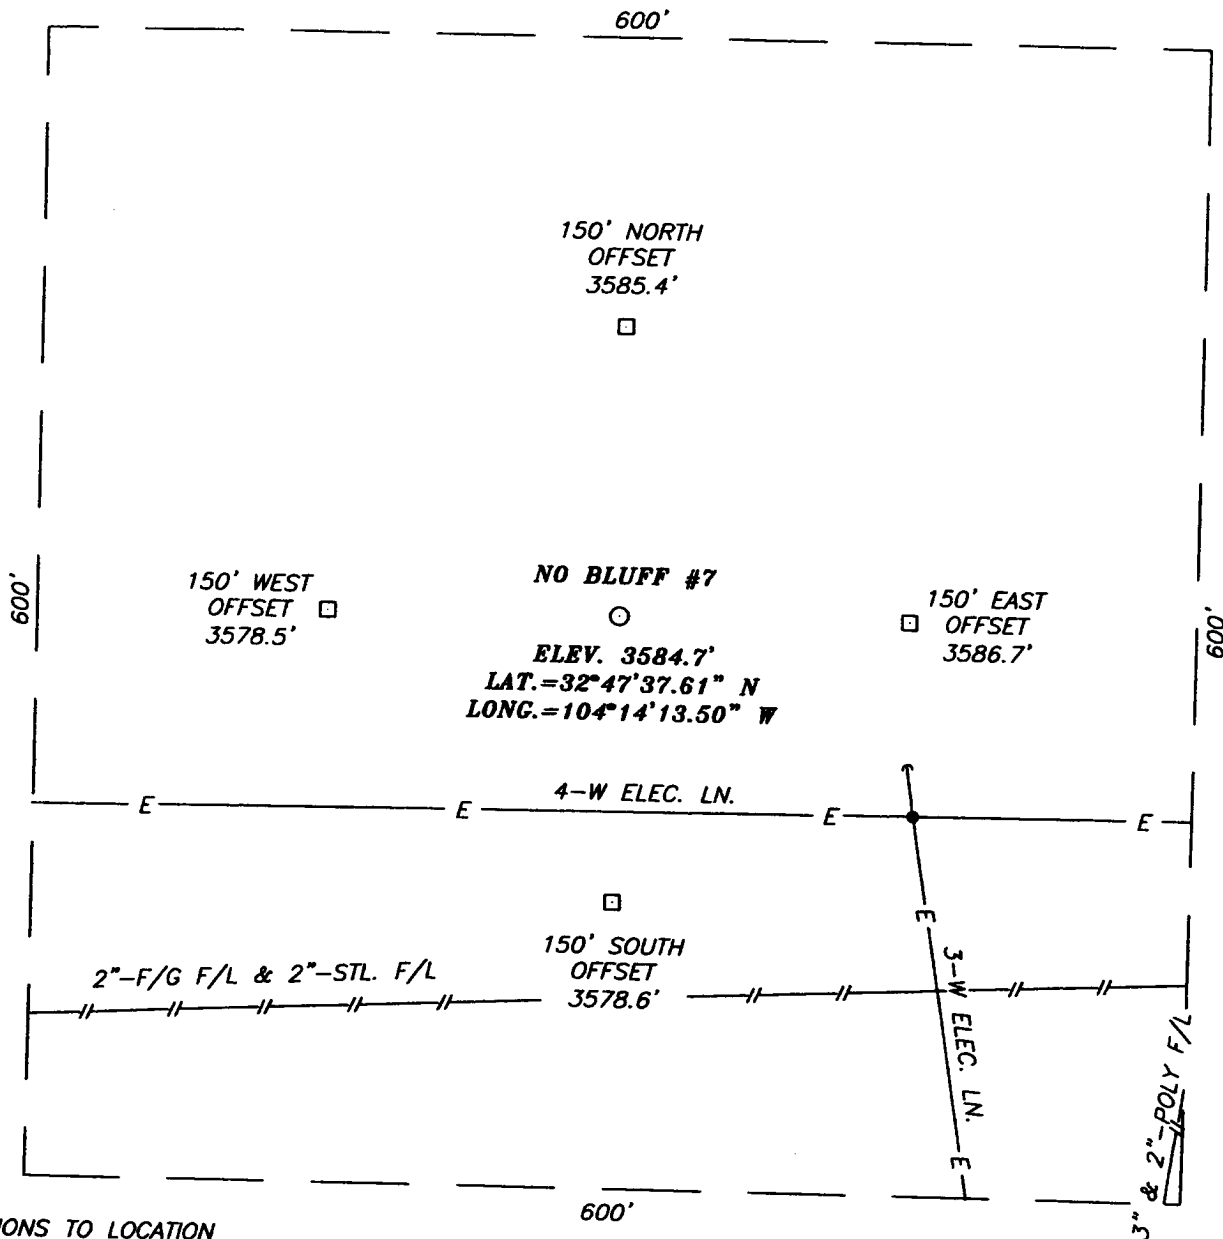 600'
150' NORTH
OFFSET
3585.4'
600'
150' WEST
OFFSET
3578.5'
NO BLUFF #7
ELEV. 3584.7'
LAT.=32°47'37.61" N
LONG.=104°14'13.50" W
150' EAST
OFFSET
3586.7'
600'
E
E
4-W ELEC. LN.
E
E
E
3-W ELEC. LN.
E
150' SOUTH
OFFSET
3578.6'
2"-F/G F/L & 2"-STL. F/L
3" & 2"-POLY F/L
600'
IONS TO LOCATION